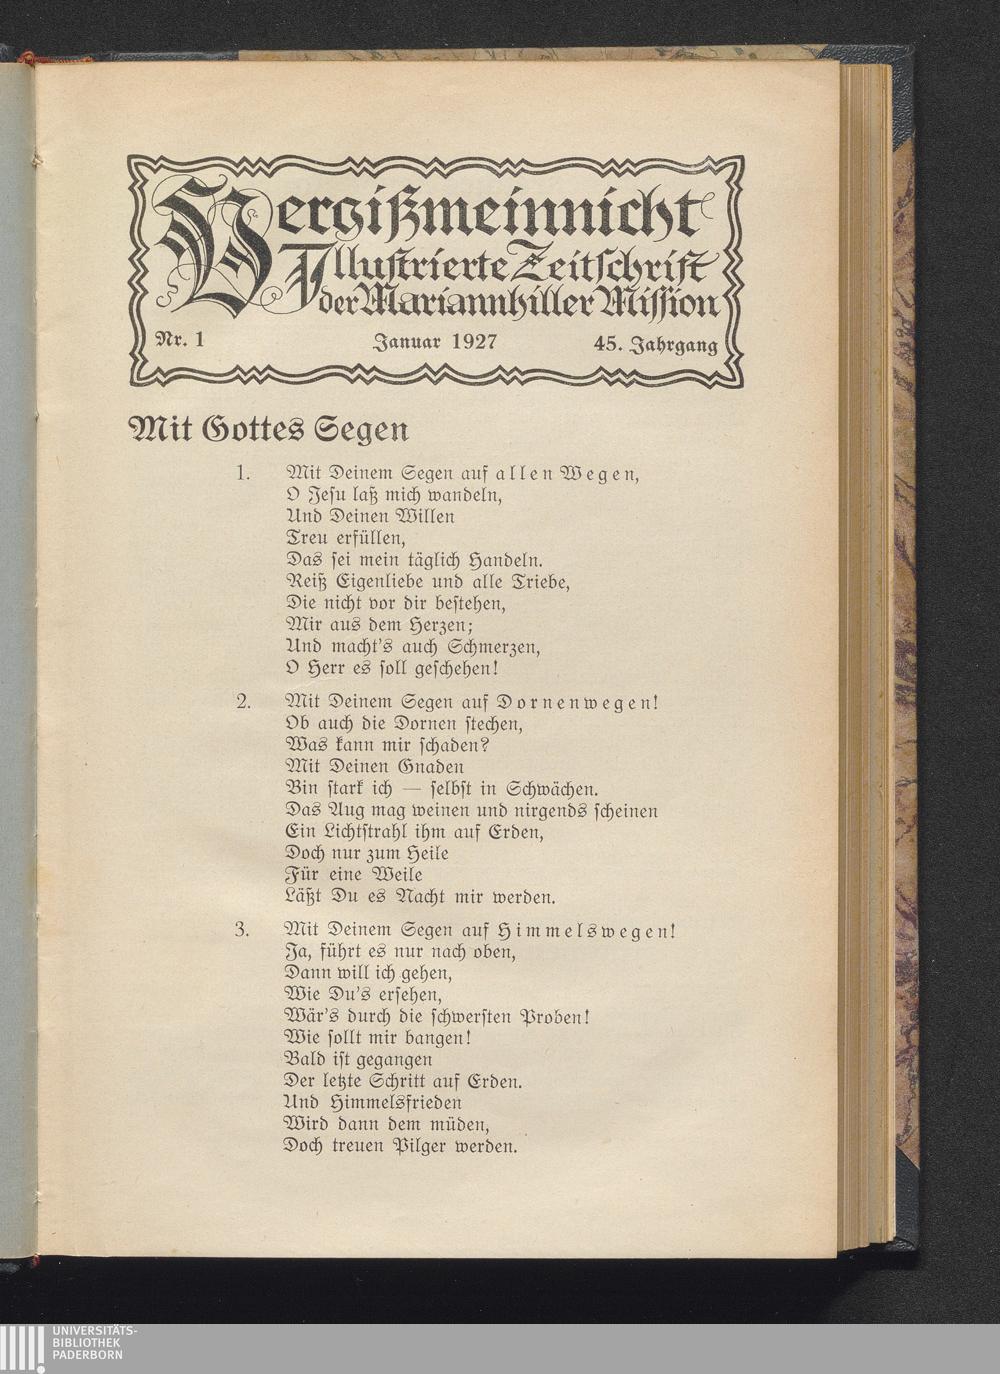 Vergißmeinnicht
Illustrierte Zeitschrift
der Mariannhiller Mission
Nr. 1 Januar 1927 45. Jahrgang
Mit Gottes Segen
1. Mit Deinem Segen auf allen Wegen,
O Jesu laß mich wandeln,
Und Deinen Willen
Treu erfüllen,
Das sei mein täglich Handeln.
Reiß Eigenliebe und alle Triebe,
Die nicht vor dir bestehen,
Mir aus dem Herzen;
Und macht's auch Schmerzen,
O Herr es soll geschehen!
2. Mit Deinem Segen auf Dornenwegen!
Ob auch die Dornen stechen,
Was kann mir schaden?
Mit Deinen Gnaden
Bin stark ich — selbst in Schwächen.
Das Aug mag weinen und nirgends scheinen
Ein Lichtstrahl ihm auf Erden,
Doch nur zum Heile
Für eine Weile
Läßt Du es Nacht mir werden.
3. Mit Deinem Segen auf Himmelswegen!
Ja, führt es nur nach oben,
Dann will ich gehen,
Wie Du's ersehen,
Wär's durch die schwersten Proben!
Wie sollt mir bangen!
Bald ist gegangen
Der letzte Schritt auf Erden.
Und Himmelsfrieden
Wird dann dem müden,
Doch treuen Pilger werden.
UNIVERSITÄTS-
BIBLIOTHEK
PADERBORN